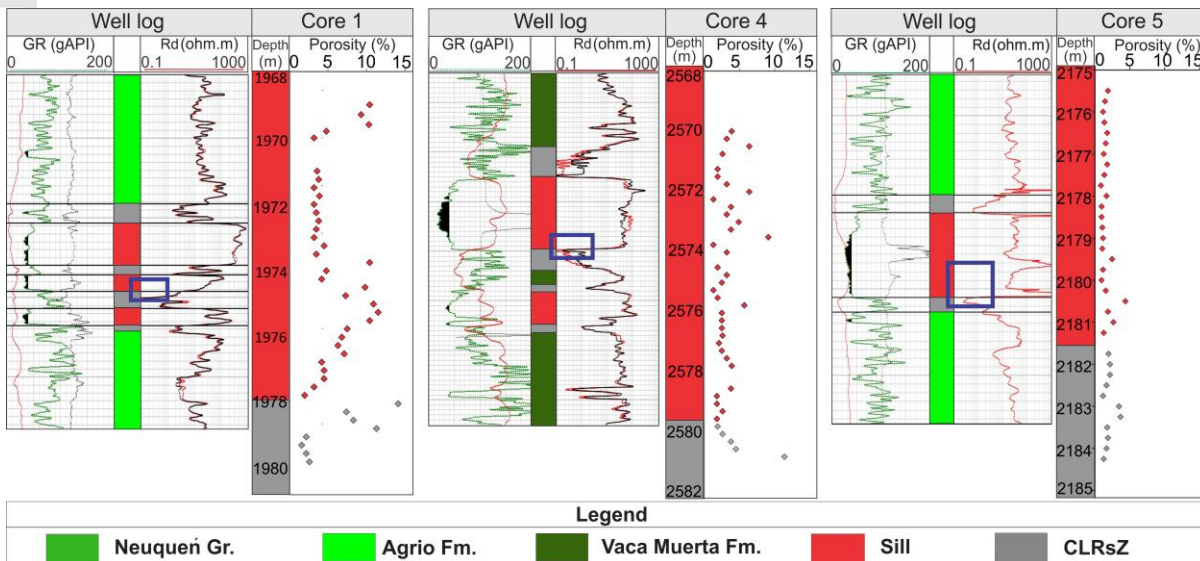 Well log Core 1 Well log Core 4 Well log Core 5
GR (gAPI) Rd (ohm.m) Depth (m) Porosity (%)
0 200 0.1 1000 0 5 10 15
1968
1970
1972
1974
1976
1978
1980
GR (gAPI) Rd (ohm.m) Depth (m) Porosity (%)
0 200 0.1 1000 0 5 10 15
2568
2570
2572
2574
2576
2578
2580
2582
GR (gAPI) Rd (ohm.m) Depth (m) Porosity (%)
0 200 0.1 1000 0 5 10 15
2175
2176
2177
2178
2179
2180
2181
2182
2183
2184
2185
Legend
Neuqueń Gr. Agrio Fm. Vaca Muerta Fm. Sill CLRsZ